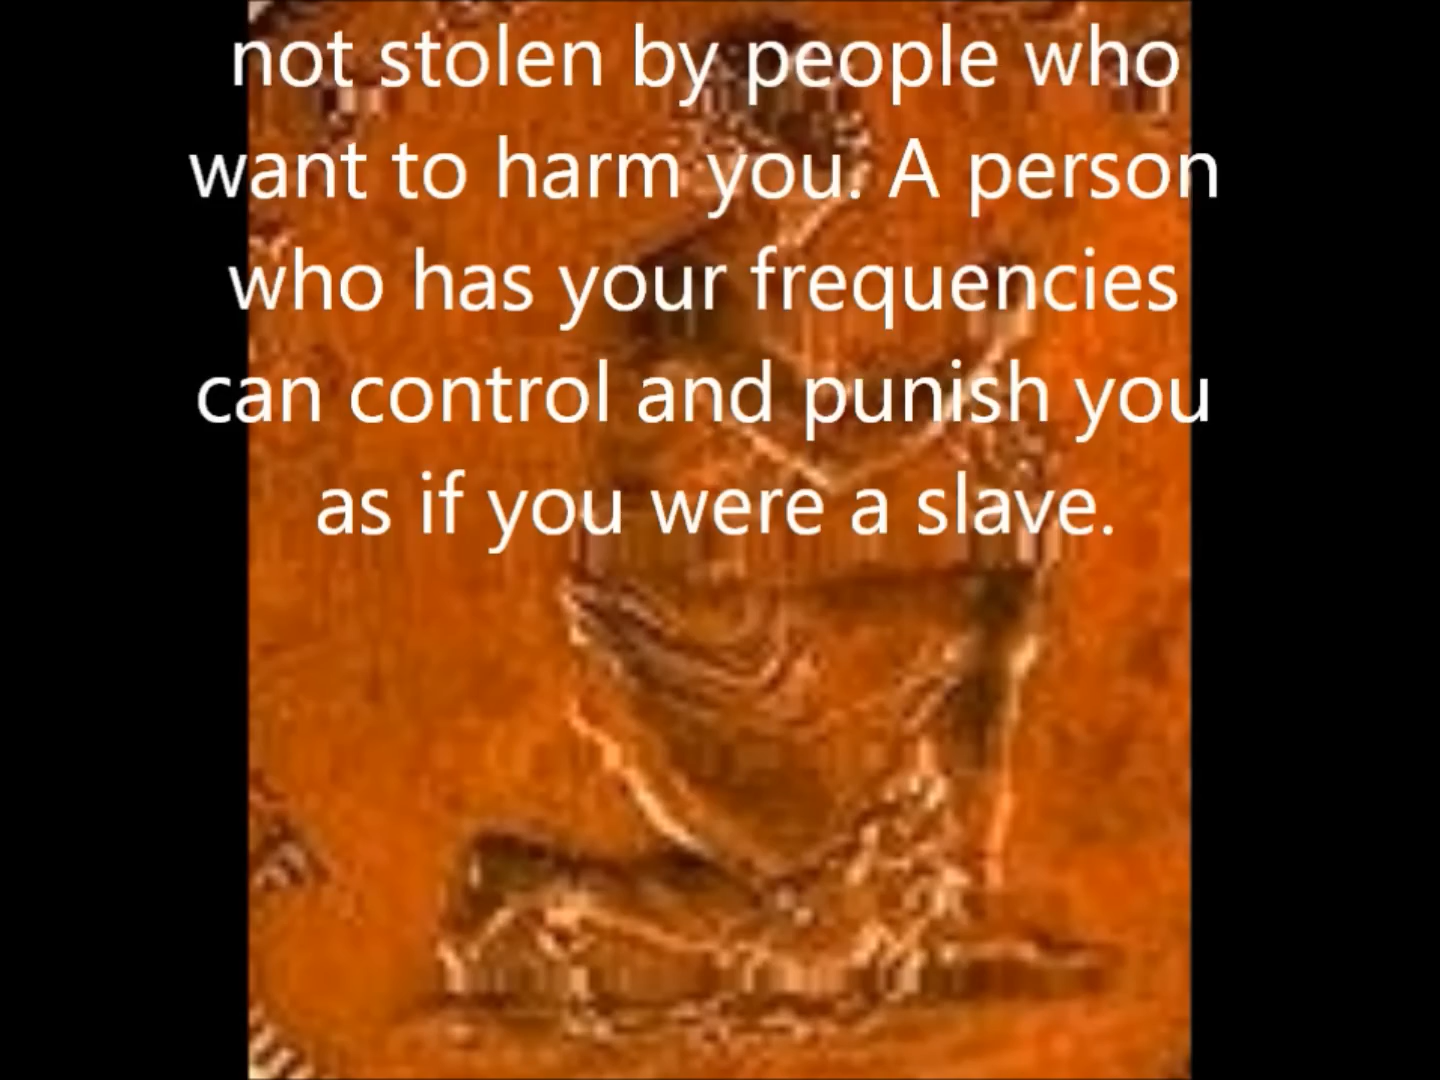 not stolen by people who
want to harm you. A person
who has your frequencies
can control and punish you
as if you were a slave.